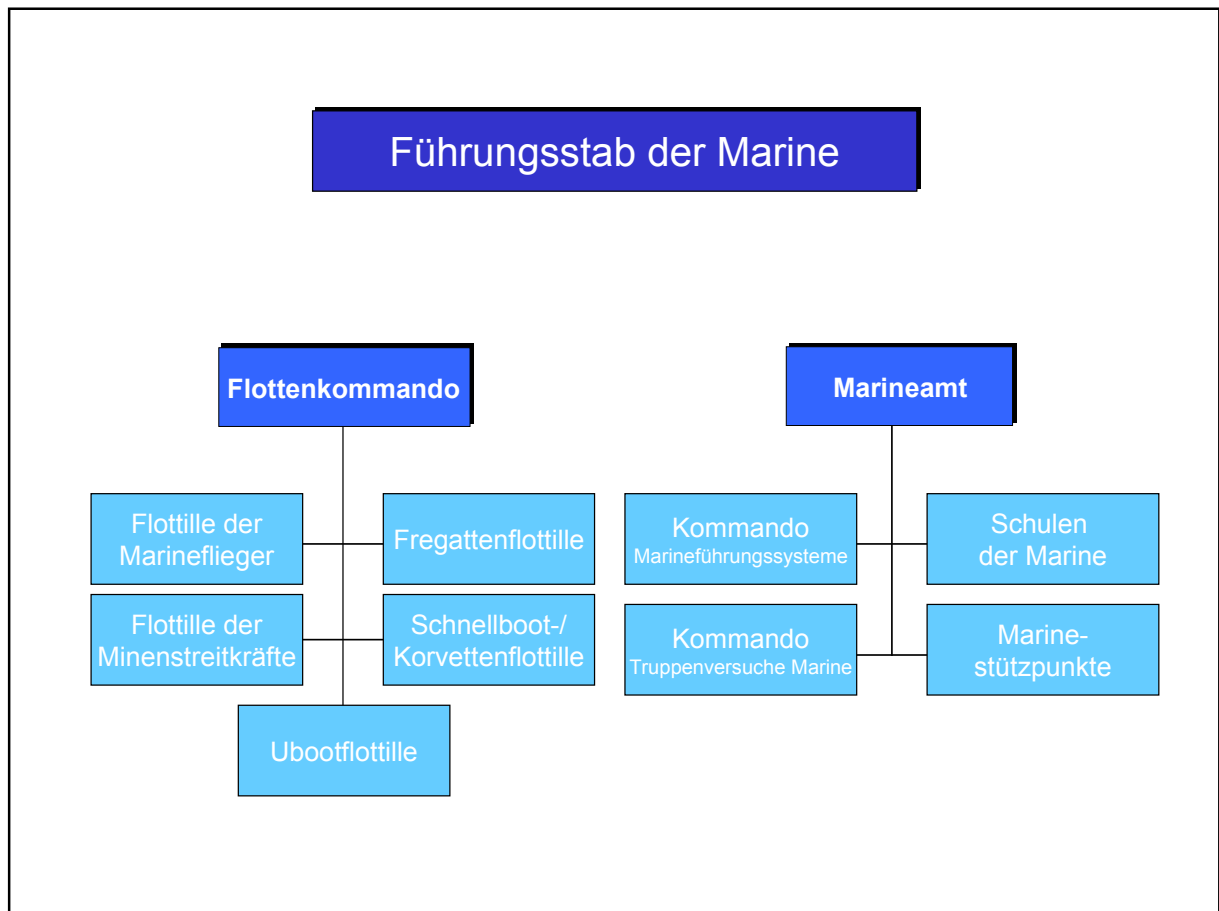 Führungsstab der Marine
Flottenkommando
Marineamt
Flottille der
Marineflieger
Fregattenflottille
Kommando
Marineführungssysteme
Schulen
der Marine
Flottille der
Minenstreitkräfte
Schnellboot-/
Korvettenflottille
Kommando
Truppenversuche Marine
Marine-
stützpunkte
Ubootflottille